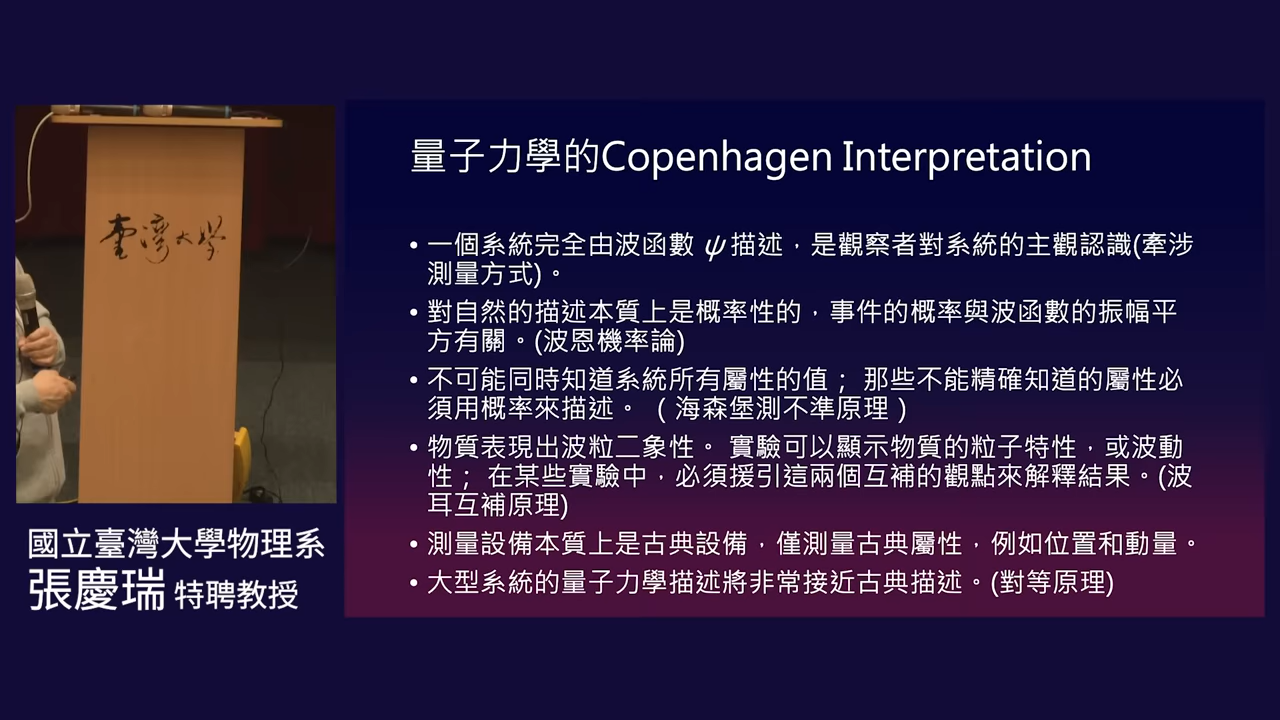 臺灣大學
國立臺灣大學物理系
張慶瑞 特聘教授
量子力學的Copenhagen Interpretation
• 一個系統完全由波函數 ψ 描述，是觀察者對系統的主觀認識(牽涉
測量方式)。
• 對自然的描述本質上是概率性的，事件的概率與波函數的振幅平
方有關。(波恩機率論)
• 不可能同時知道系統所有屬性的值； 那些不能精確知道的屬性必
須用概率來描述。 （海森堡測不準原理）
• 物質表現出波粒二象性。 實驗可以顯示物質的粒子特性，或波動
性； 在某些實驗中，必須援引這兩個互補的觀點來解釋結果。(波
耳互補原理)
• 測量設備本質上是古典設備，僅測量古典屬性，例如位置和動量。
• 大型系統的量子力學描述將非常接近古典描述。(對等原理)